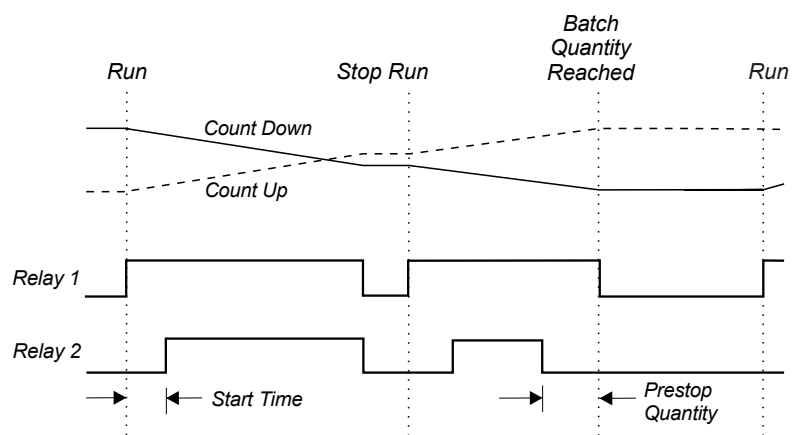 Batch
Quantity
Reached
Run
Stop Run
Run
Count Down
Count Up
Relay 1
Relay 2
Start Time
Prestop
Quantity